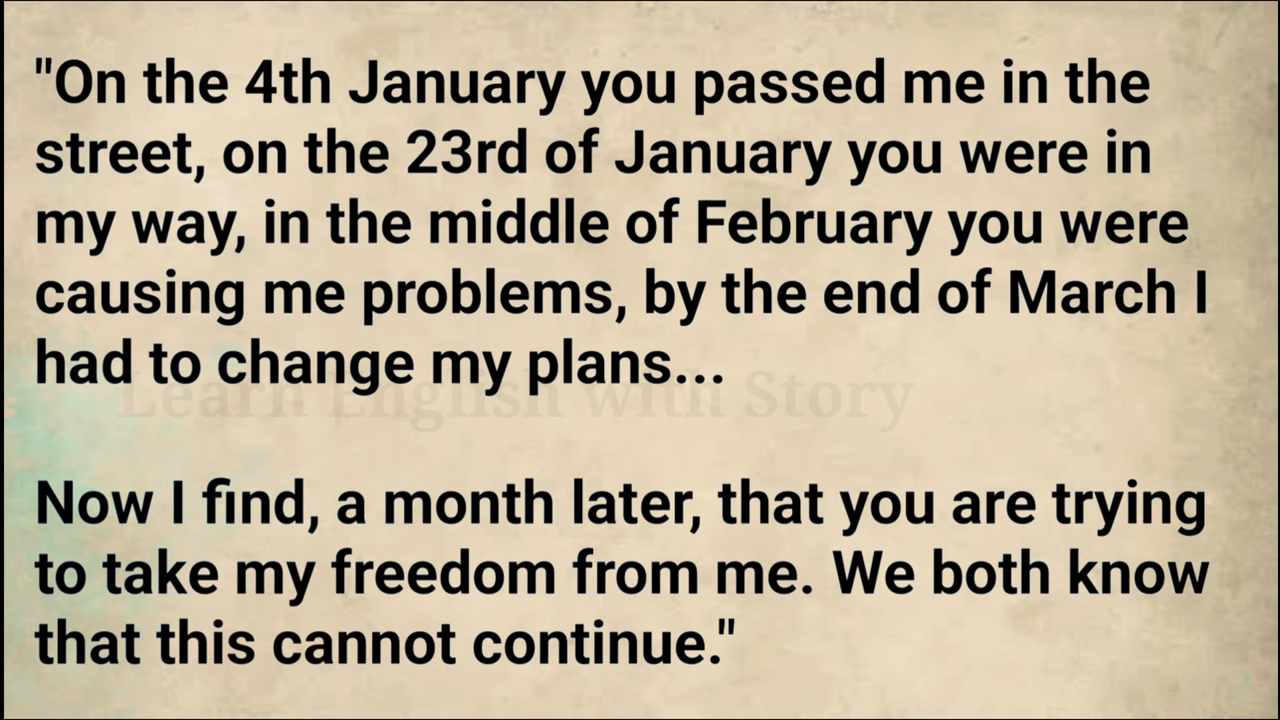 "On the 4th January you passed me in the
street, on the 23rd of January you were in
my way, in the middle of February you were
causing me problems, by the end of March I
had to change my plans...
Learn English with Story
Now I find, a month later, that you are trying
to take my freedom from me. We both know
that this cannot continue."